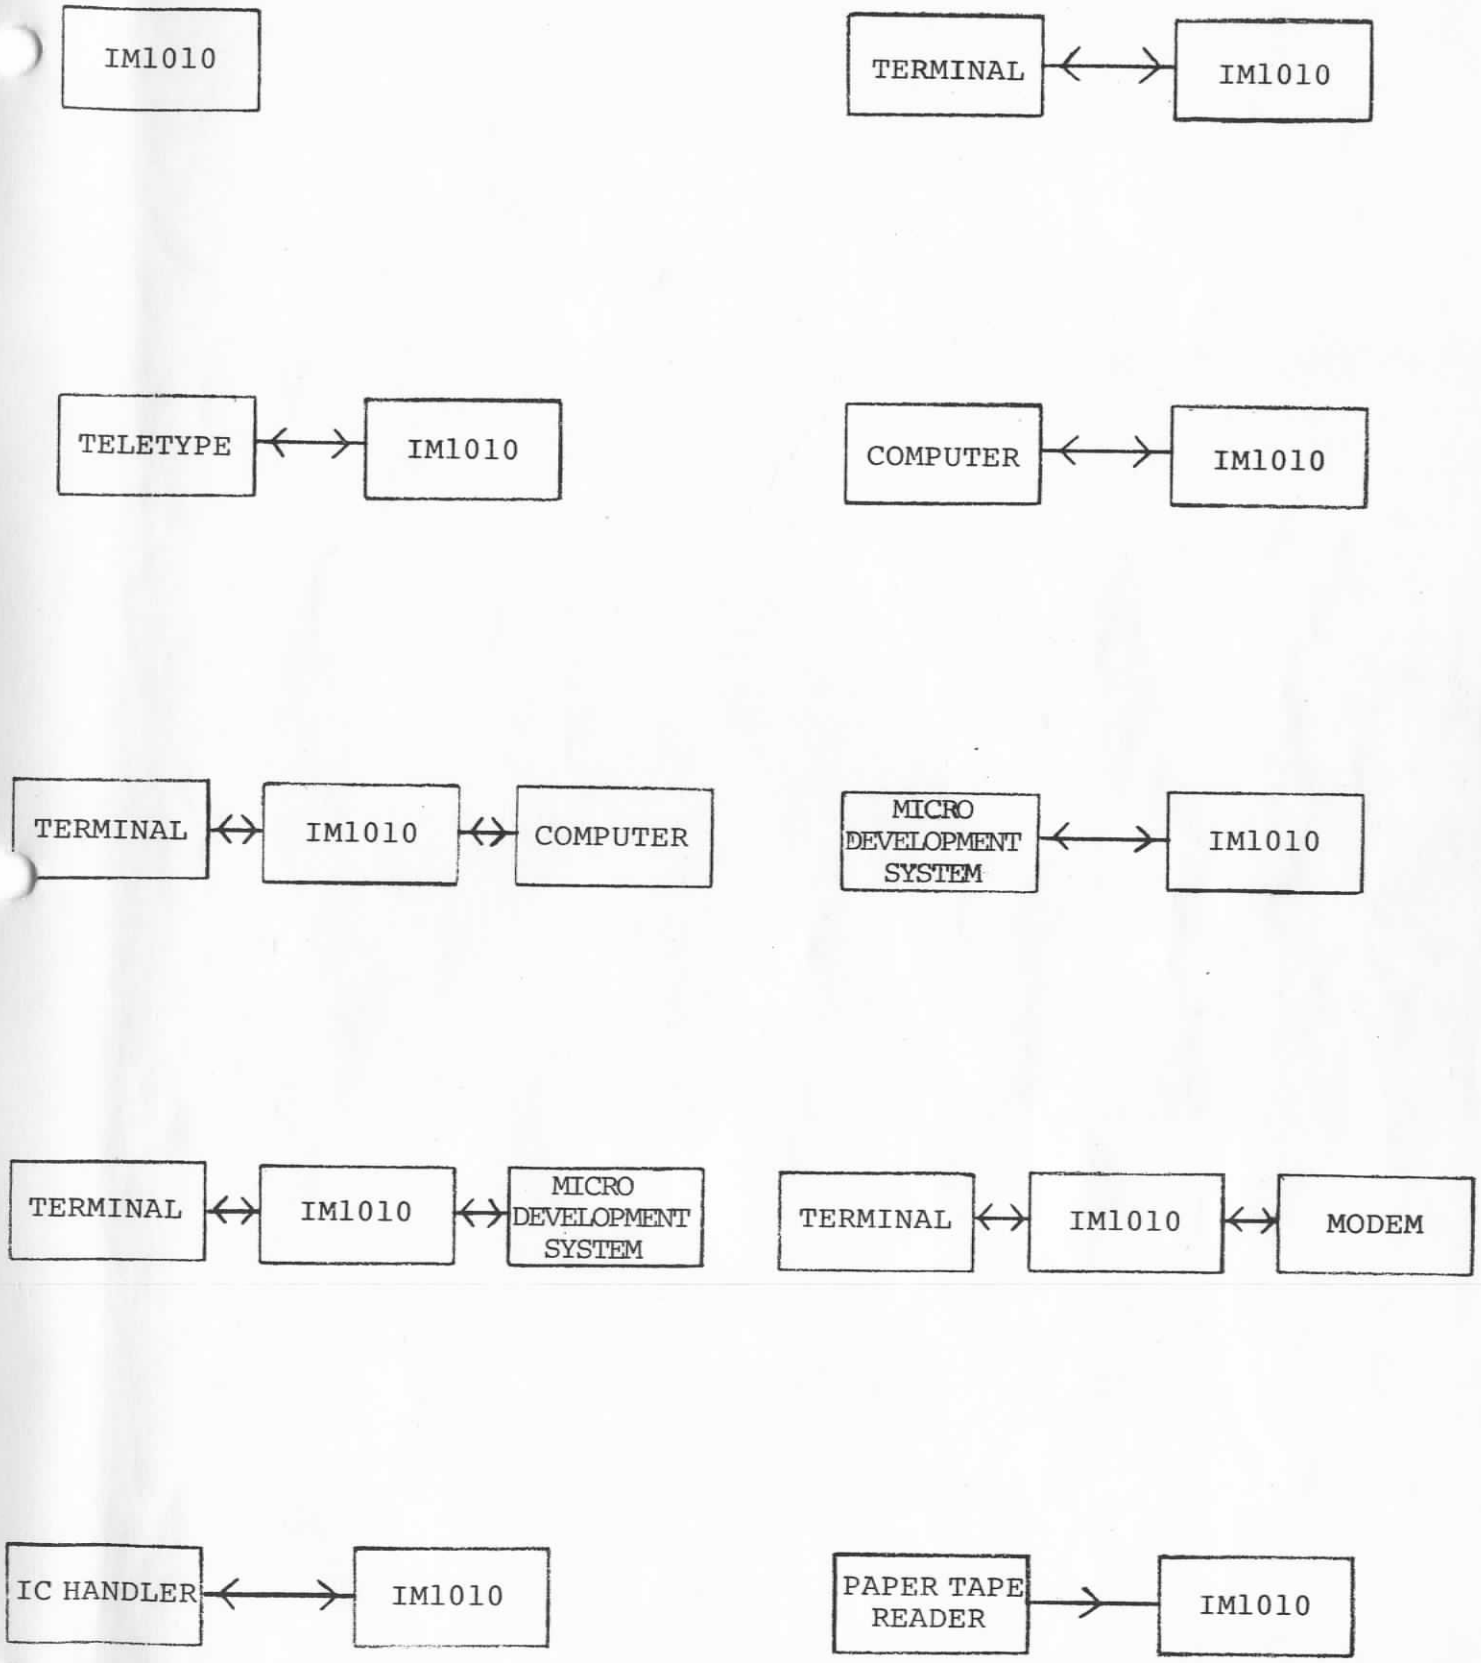 IM1010
TERMINAL IM1010
TELETYPE IM1010
COMPUTER IM1010
TERMINAL IM1010 COMPUTER
MICRO
DEVELOPMENT
SYSTEM
IM1010
TERMINAL IM1010
MICRO
DEVELOPMENT
SYSTEM
TERMINAL IM1010 MODEM
IC HANDLER IM1010
PAPER TAPE
READER
IM1010